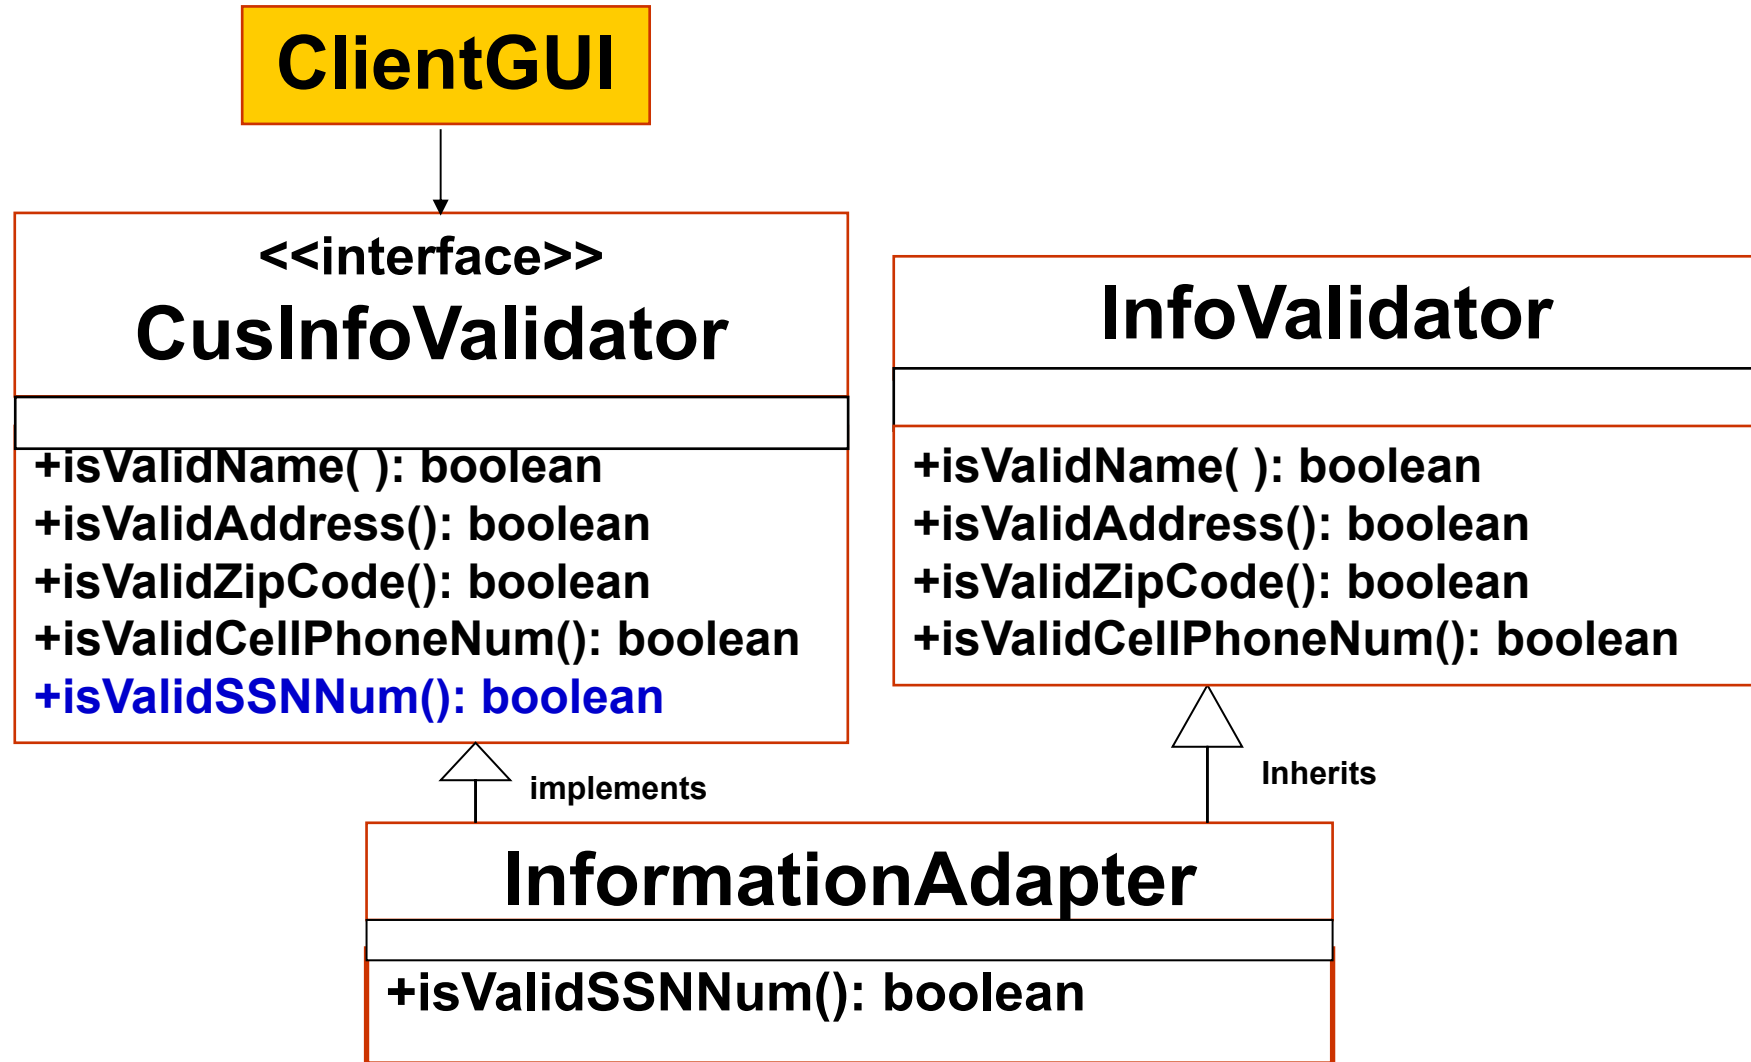 ClientGUI
<<interface>>
CusInfoValidator
+isValidName( ): boolean
+isValidAddress(): boolean
+isValidZipCode(): boolean
+isValidCellPhoneNum(): boolean
+isValidSSNNum(): boolean
InfoValidator
+isValidName( ): boolean
+isValidAddress(): boolean
+isValidZipCode(): boolean
+isValidCellPhoneNum(): boolean
implements
Inherits
InformationAdapter
+isValidSSNNum(): boolean